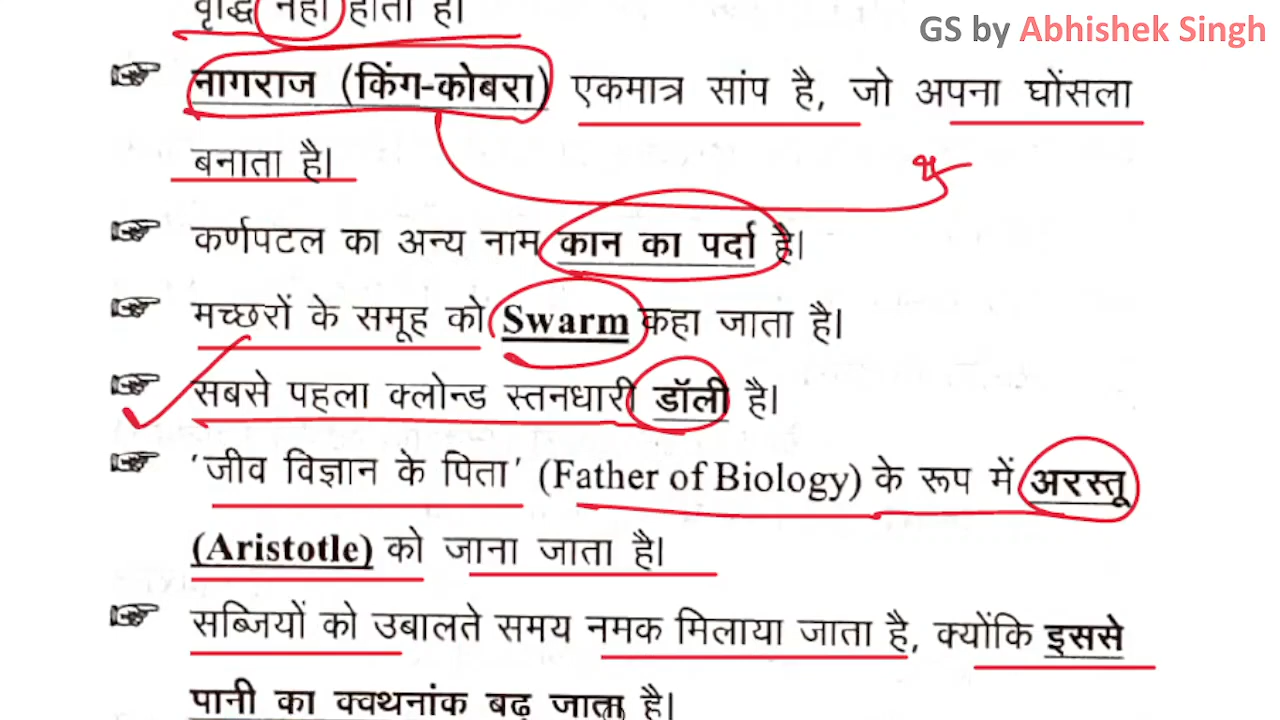 वृद्धि नहीं होती है।
GS by Abhishek Singh
नागराज (किंग-कोबरा) एकमात्र सांप है, जो अपना घोंसला
बनाता है।
कर्णपटल का अन्य नाम कान का पर्दा है।
मच्छरों के समूह को Swarm कहा जाता है।
सबसे पहला क्लोन्ड स्तनधारी डॉली है।
'जीव विज्ञान के पिता' (Father of Biology) के रूप में अरस्तू
(Aristotle) को जाना जाता है।
सब्जियों को उबालते समय नमक मिलाया जाता है, क्योंकि इससे
पानी का क्वथनांक बढ़ जाता है।